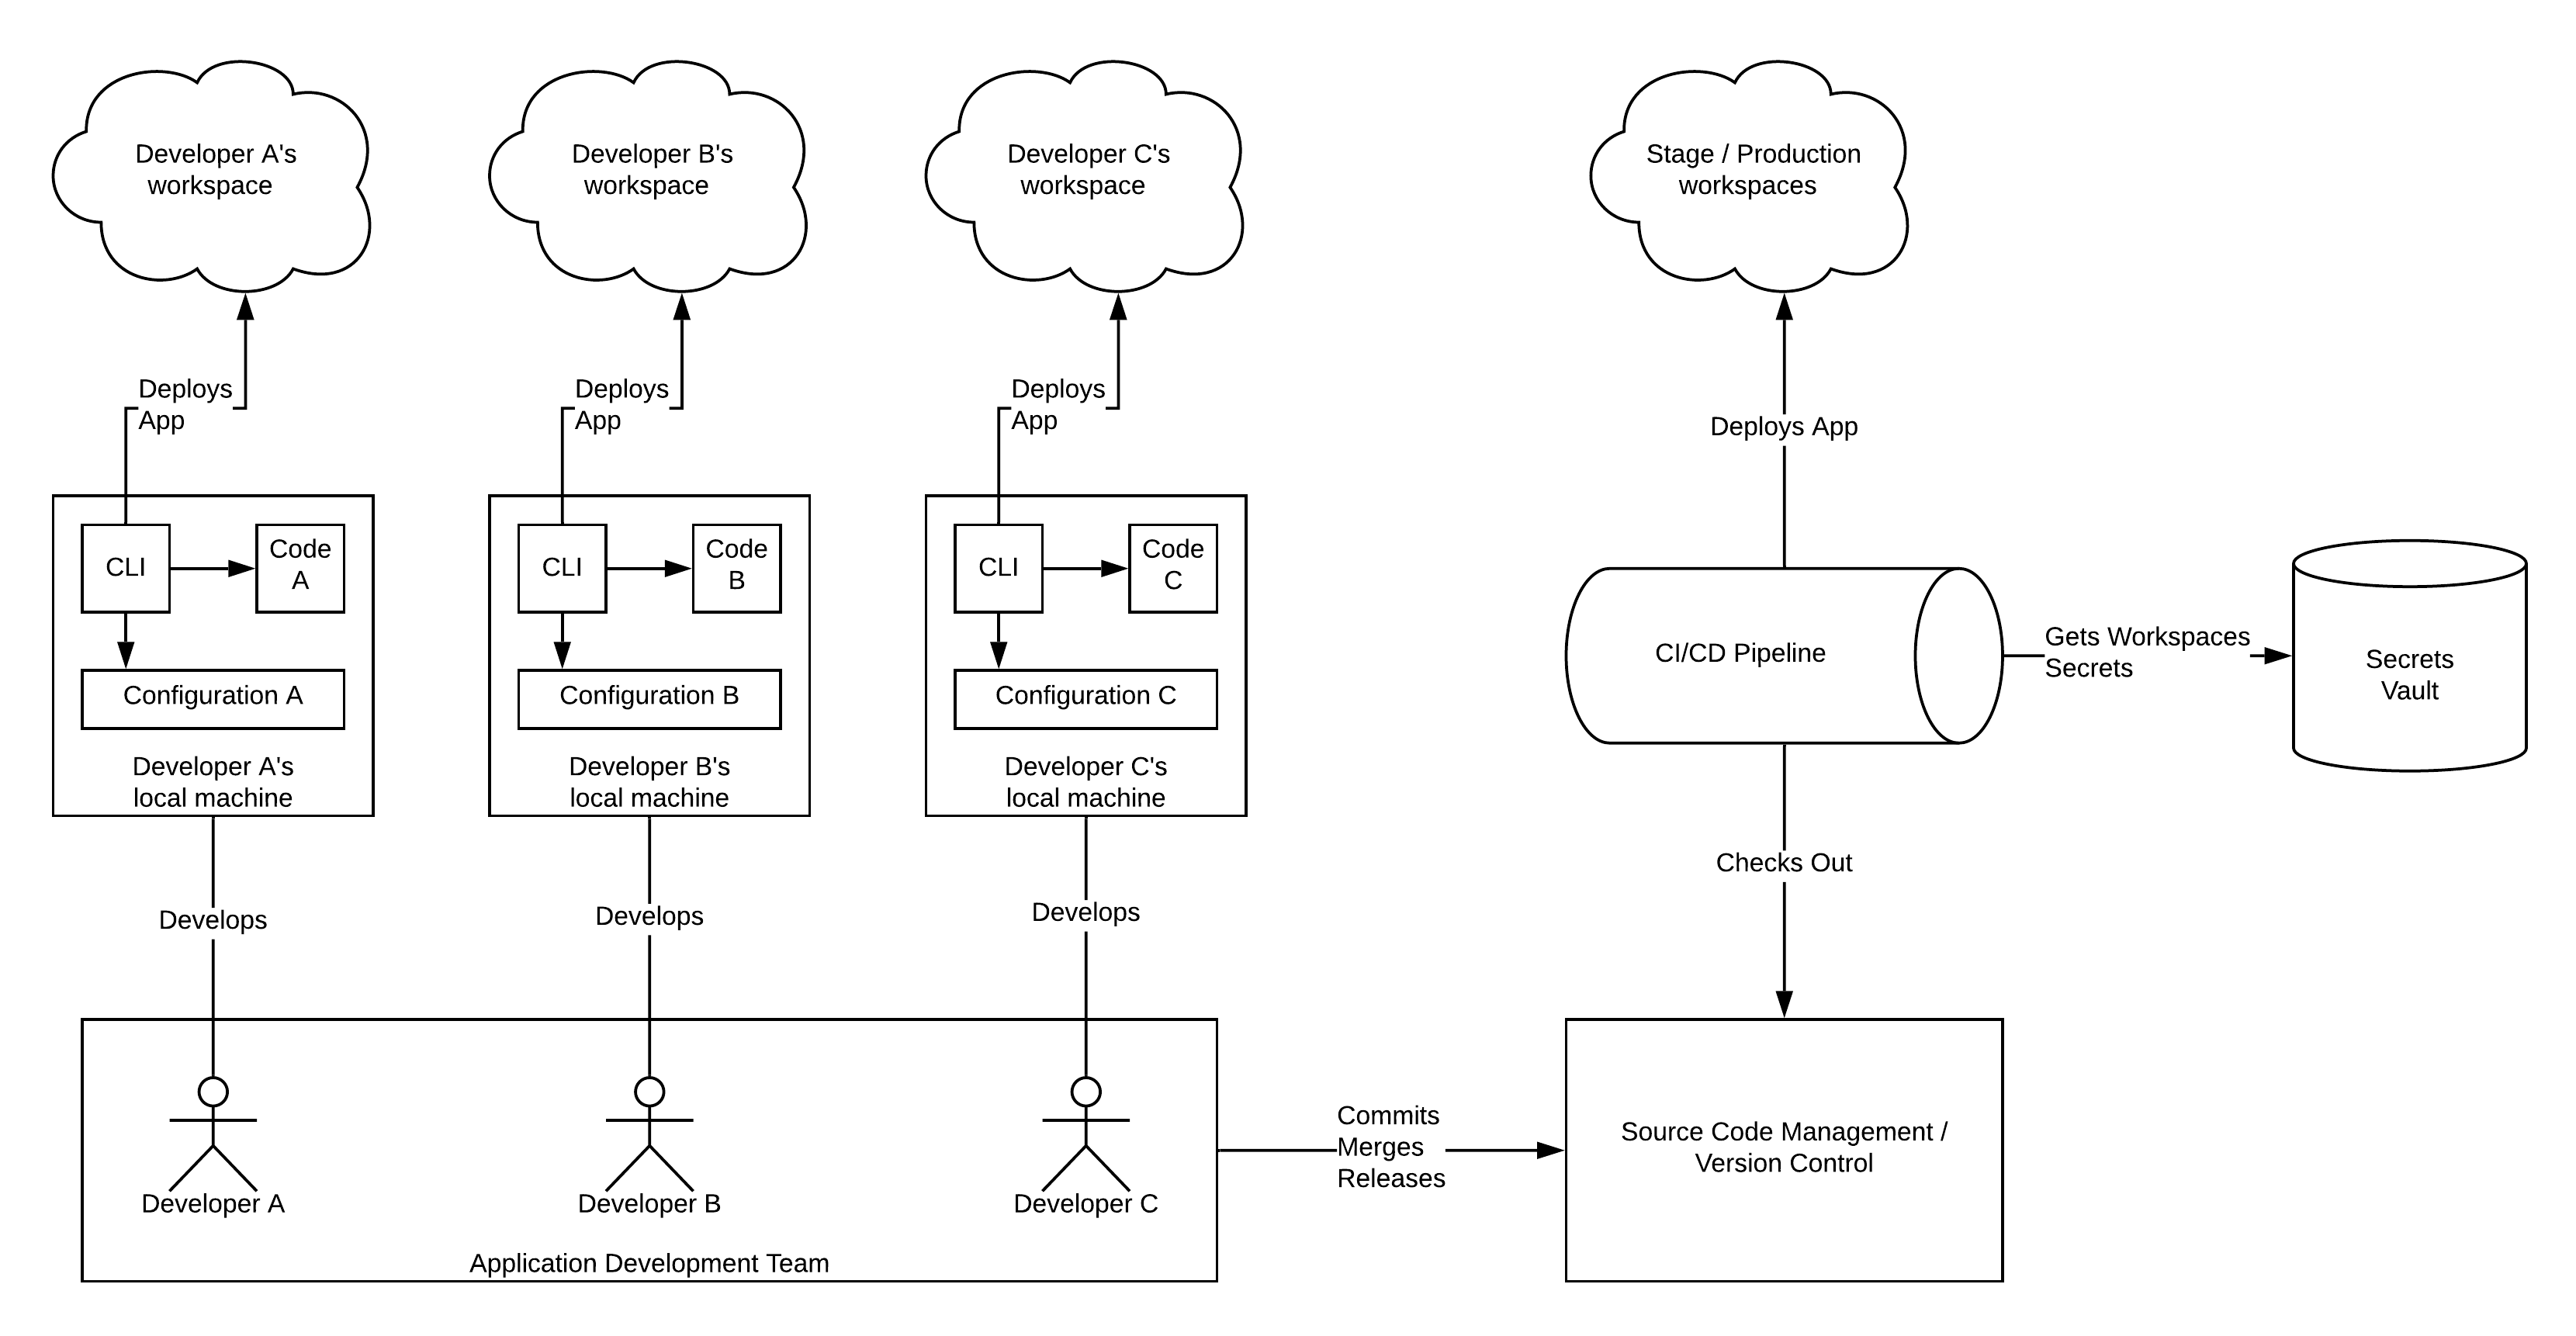 Developer A's
workspace
Developer B's
workspace
Developer C's
workspace
Stage / Production
workspaces
Deploys
App
Deploys
App
Deploys
App
Deploys App
CLI
Code
A
Configuration A
Developer A's
local machine
CLI
Code
B
Configuration B
Developer B's
local machine
CLI
Code
C
Configuration C
Developer C's
local machine
CI/CD Pipeline
Gets Workspaces
Secrets
Secrets
Vault
Checks Out
Develops
Develops
Develops
Developer A
Developer B
Developer C
Application Development Team
Commits
Merges
Releases
Source Code Management /
Version Control